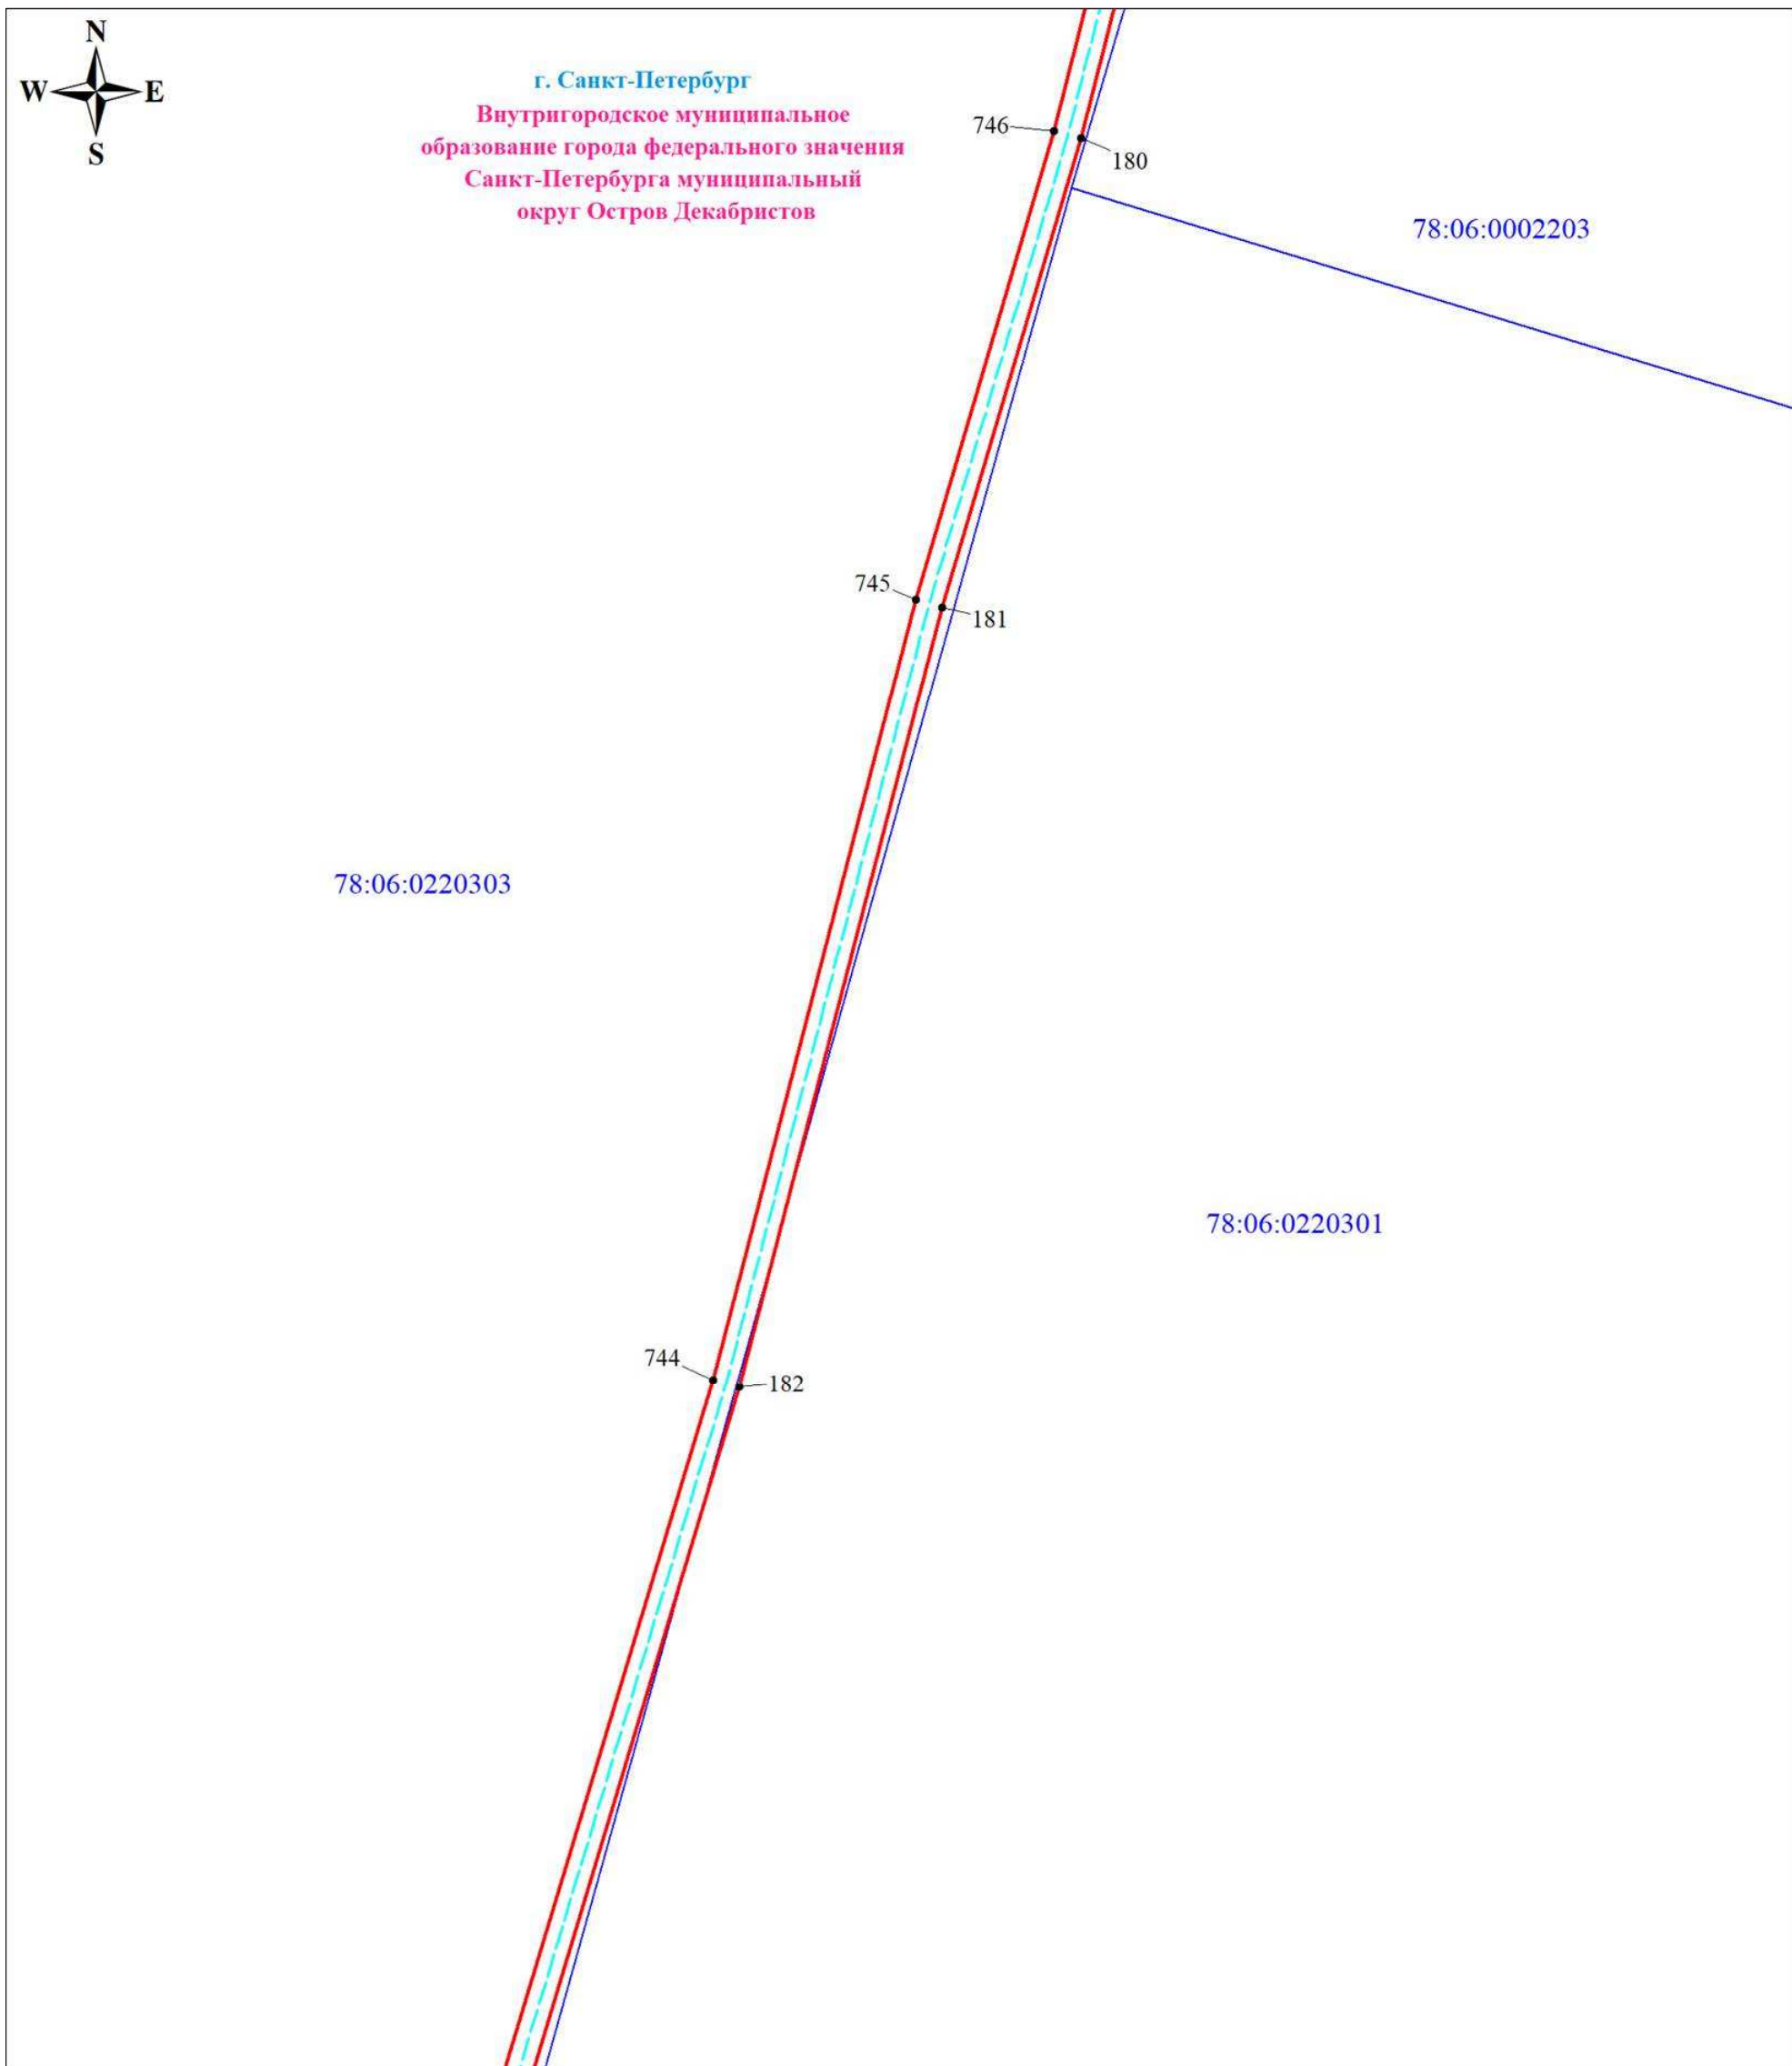 N
W E
S
г. Санкт-Петербург
Внутригородское муниципальное
образование города федерального значения
Санкт-Петербурга муниципальный
округ Остров Декабристов
746
180
78:06:0002203
745
181
78:06:0220303
78:06:0220301
744
182